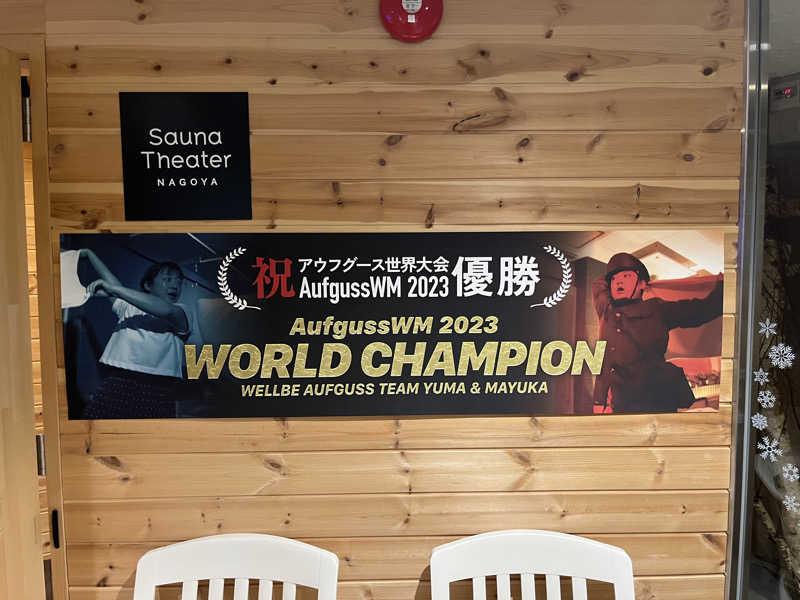 Sauna
Theater
NAGOYA
祝 アウフグース世界大会 優勝
AufgussWM 2023
AufgussWM 2023
WORLD CHAMPION
WELLBE AUFGUSS TEAM YUMA & MAYUKA